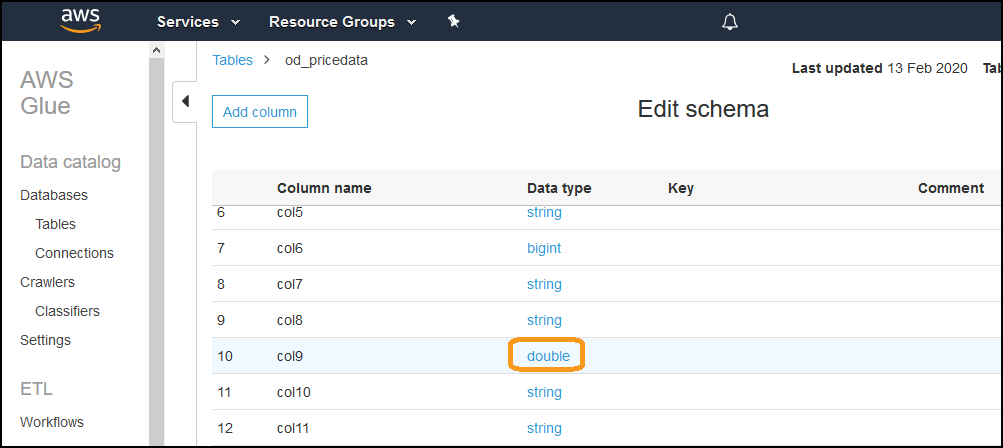 aws Services Resource Groups
Tables > od_pricedata
Last updated 13 Feb 2020 Tab
AWS
Glue
Add column
Edit schema
Data catalog
Databases
Tables
Connections
Crawlers
Classifiers
Settings
ETL
Workflows
Column name Data type Key Comment
6 col5 string
7 col6 bigint
8 col7 string
9 col8 string
10 col9 double
11 col10 string
12 col11 string